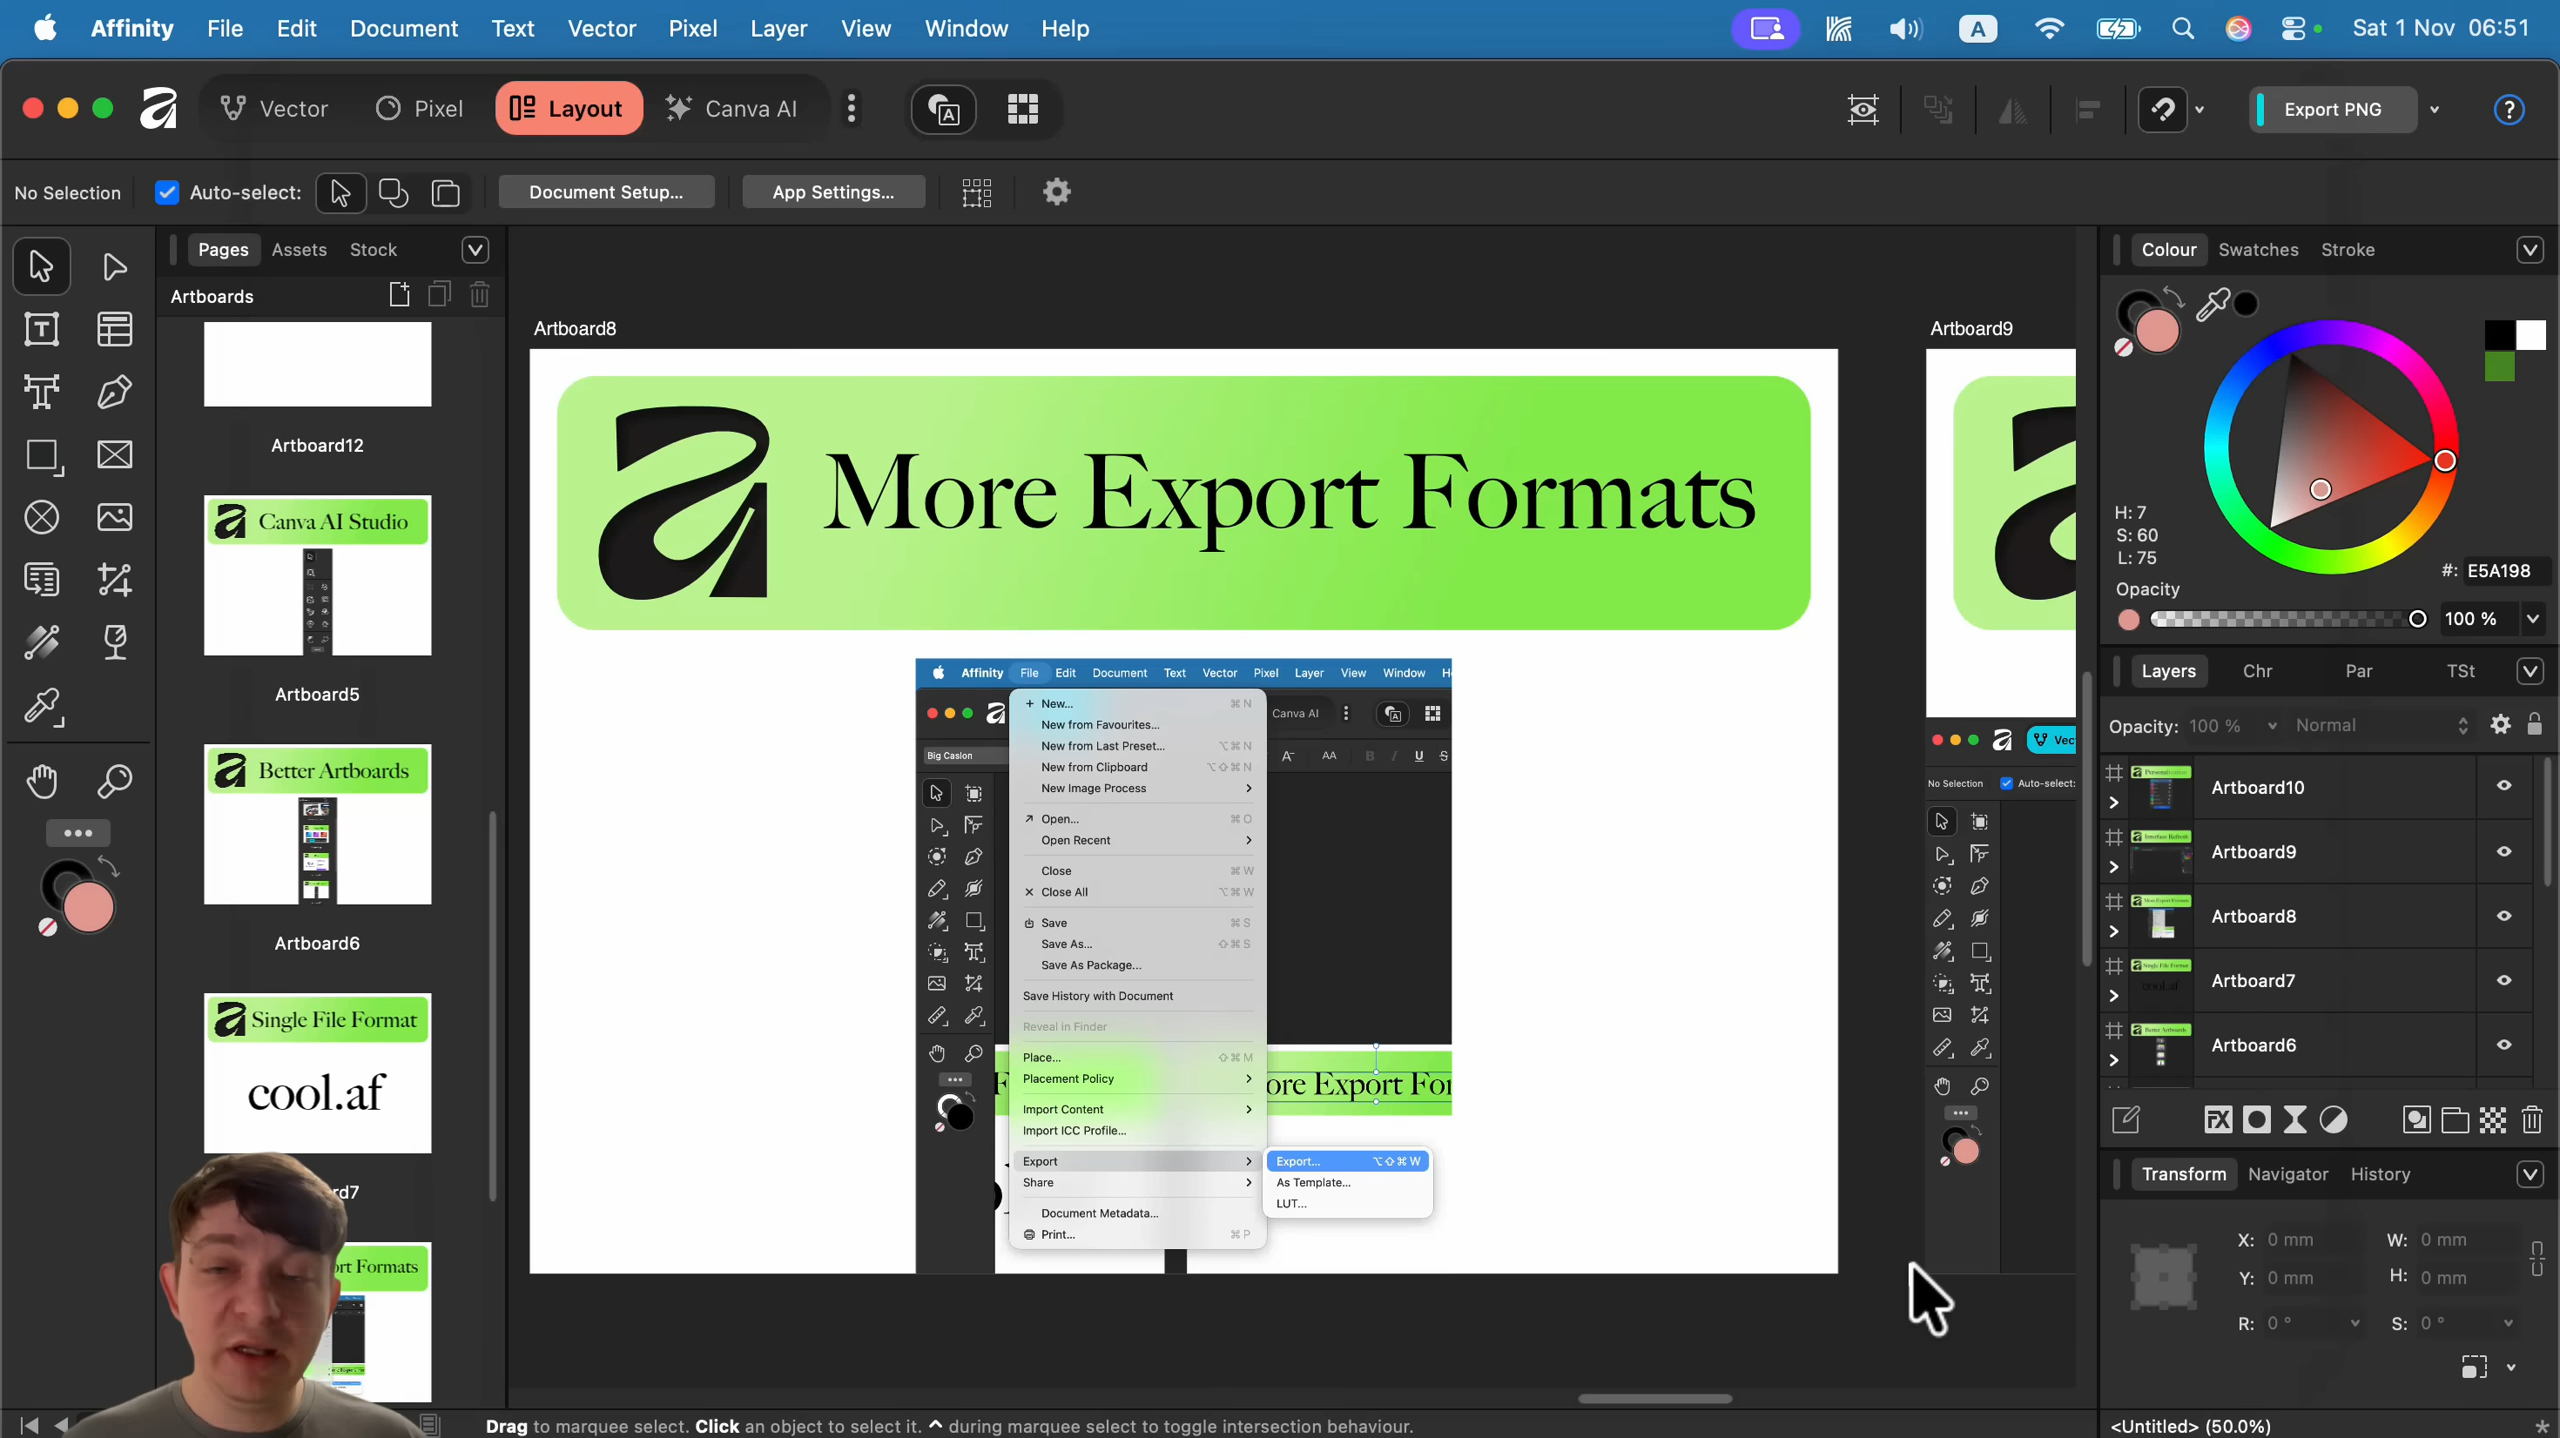 Affinity File Edit Document Text Vector Pixel Layer View Window Help
A
Sat 1 Nov 06:51
Vector Pixel Layout Canva AI
Export PNG
?
No Selection Auto-select: Document Setup... App Settings...
Pages Assets Stock
Artboards
Artboard12
Canva AI Studio
Artboard5
Better Artboards
Artboard6
Single File Format
cool.af
d7
ort Formats
Artboard8
More Export Formats
Affinity File Edit Document Text Vector Pixel Layer View Window H
Canva AI
Big Caslon
AA B I U S
New... ⌘ N
New from Favourites...
New from Last Preset... ⌥⌘ N
New from Clipboard ⌥⇧⌘ N
New Image Process
Open... ⌘ O
Open Recent
Close ⌘ W
Close All ⌥⌘ W
Save ⌘ S
Save As... ⇧⌘ S
Save As Package...
Save History with Document
Reveal in Finder
Place... ⇧⌘ M
Placement Policy
Import Content
Import ICC Profile...
Export
Share
Document Metadata...
Print... ⌘ P
Export... ⌥⇧⌘ W
As Template...
LUT...
ore Export For
Artboard9
Vec
No Selection Auto-select:
Colour Swatches Stroke
H: 7
S: 60
L: 75
#: E5A198
Opacity
100 %
Layers Chr Par TSt
Opacity: 100 % Normal
Artboard10
Artboard9
Artboard8
Artboard7
Artboard6
FX
Transform Navigator History
X: 0 mm W: 0 mm
Y: 0 mm H: 0 mm
R: 0 ° S: 0 °
Drag to marquee select. Click an object to select it. ^ during marquee select to toggle intersection behaviour.
<Untitled> (50.0%)